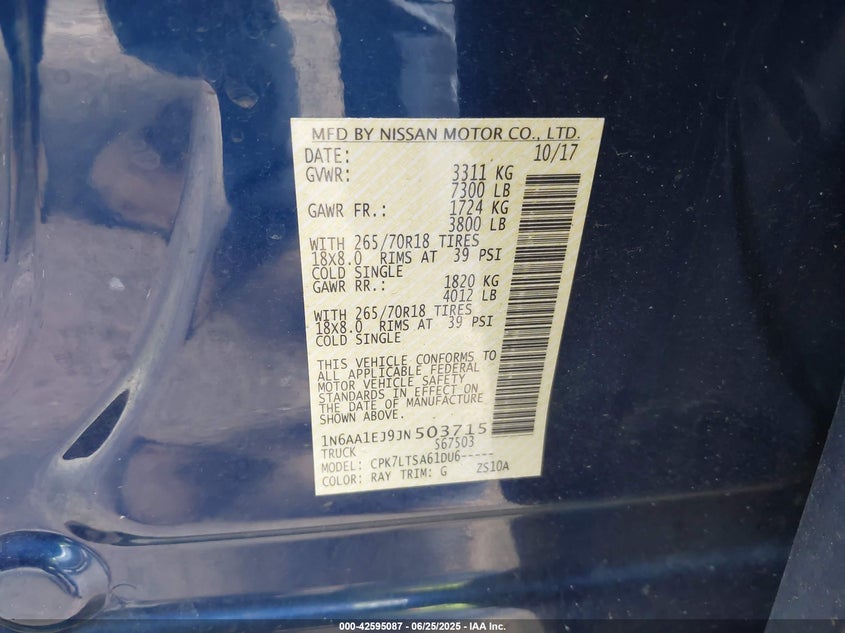 MFD BY NISSAN MOTOR CO., LTD.
DATE: 10/17
GVWR: 3311 KG
7300 LB
GAWR FR.: 1724 KG
3800 LB
WITH 265/70R18 TIRES
18x8.0 RIMS AT 39 PSI
COLD SINGLE
GAWR RR.: 1820 KG
4012 LB
WITH 265/70R18 TIRES
18x8.0 RIMS AT 39 PSI
COLD SINGLE
THIS VEHICLE CONFORMS TO
ALL APPLICABLE FEDERAL
MOTOR VEHICLE SAFETY
STANDARDS IN EFFECT ON
THE DATE OF MANUFACTURE
SHOWN ABOVE.
1N6AA1EJ9JN503715
TRUCK S67503
MODEL: CPK7LTSA61DU6-----
COLOR: RAY TRIM: G ZS10A
000-42595087 - 06/25/2025 - IAA Inc.